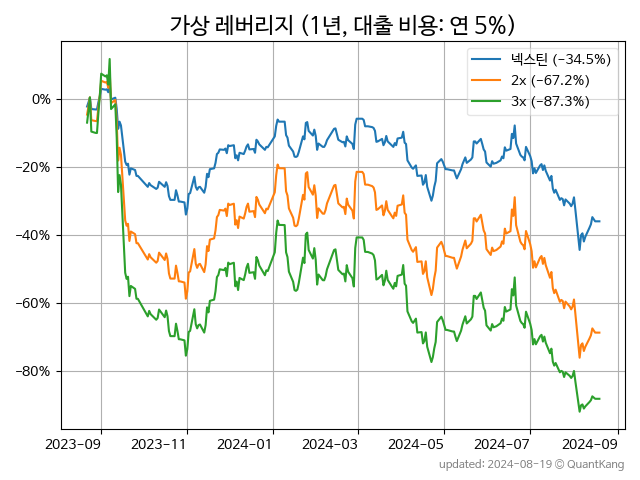 가상 레버리지 (1년, 대출 비용: 연 5%)
넥스틴 (−34.5%)
2x (−67.2%)
3x (−87.3%)
0%
−20%
−40%
−60%
−80%
2023-09 2023-11 2024-01 2024-03 2024-05 2024-07 2024-09
updated: 2024-08-19 © QuantKang